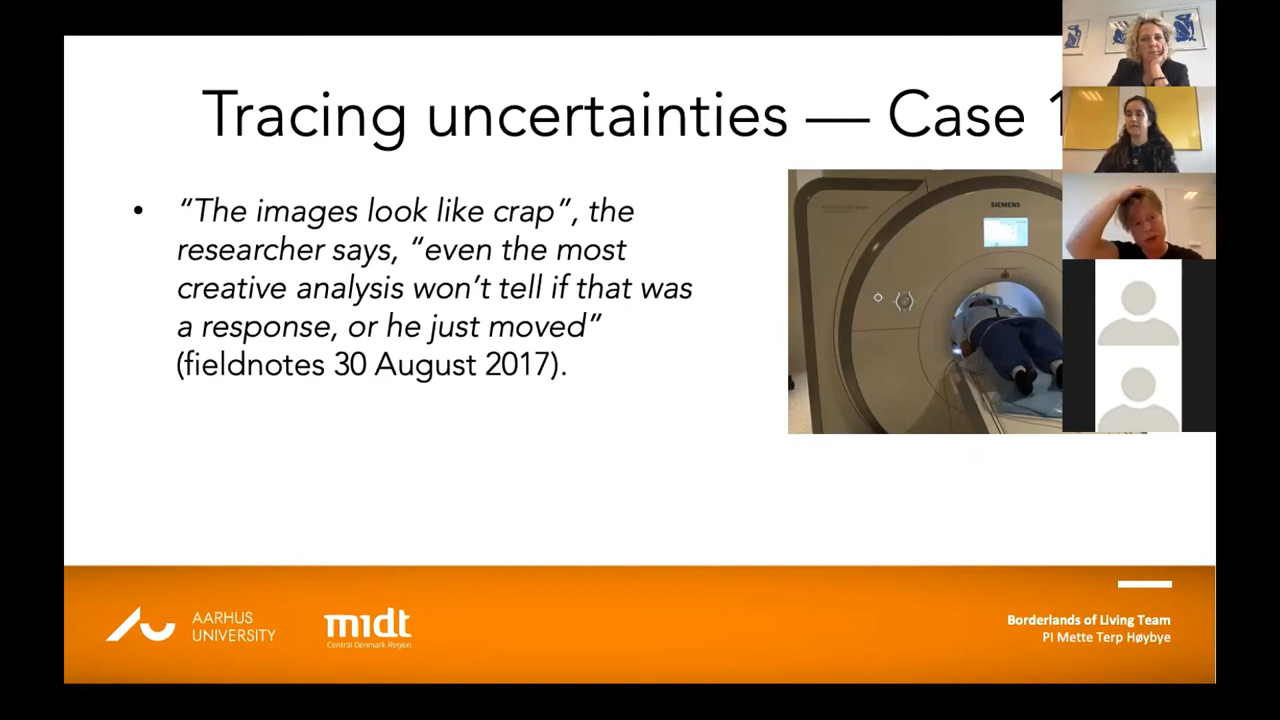 Tracing uncertainties — Case 1
• “The images look like crap”, the
researcher says, “even the most
creative analysis won’t tell if that was
a response, or he just moved”
(fieldnotes 30 August 2017).
SIEMENS
AARHUS
UNIVERSITY
midt
Central Denmark Region
Borderlands of Living Team
PI Mette Terp Høybye